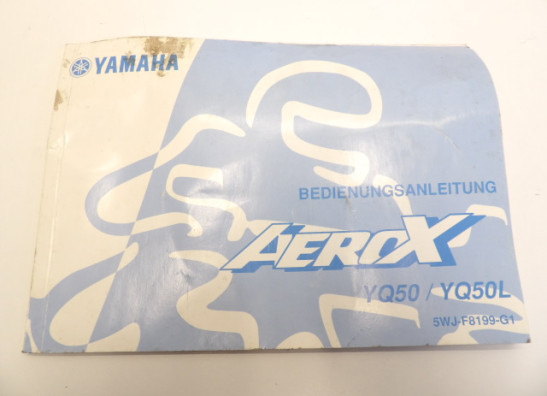 YAMAHA
BEDIENUNGSANLEITUNG
AEROX
YQ50 / YQ50L
5WJ-F8199-G1